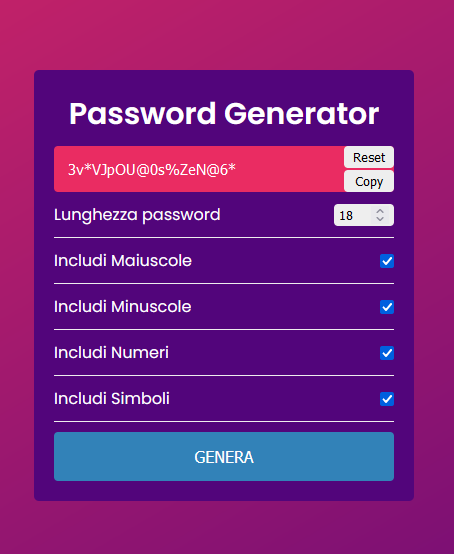 Password Generator
3v*VJpOU@0s%ZeN@6*
Reset
Copy
Lunghezza password
18
Includi Maiuscole
Includi Minuscole
Includi Numeri
Includi Simboli
GENERA